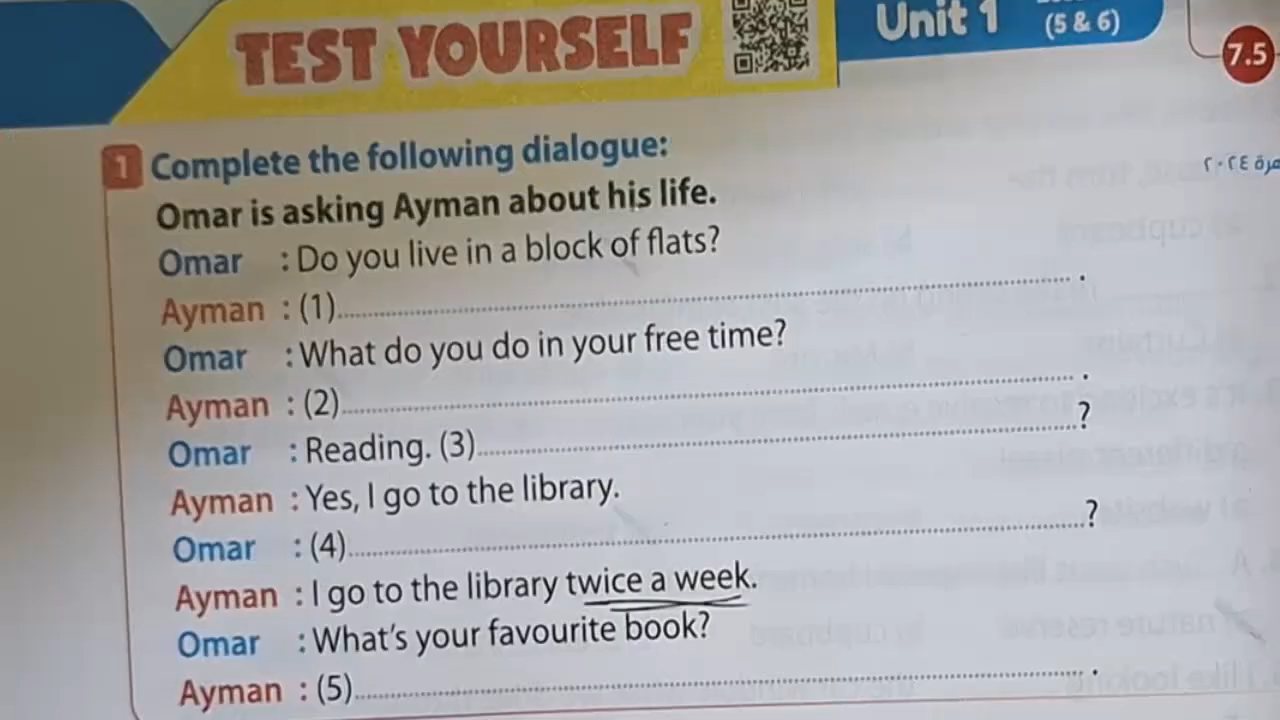 TEST YOURSELF
Unit 1
(5 & 6)
7.5
٢٠٢٤
1 Complete the following dialogue:
Omar is asking Ayman about his life.
Omar : Do you live in a block of flats?
Ayman : (1)........................................ .
Omar : What do you do in your free time?
Ayman : (2)........................................ .
Omar : Reading. (3)........................................?
Ayman : Yes, I go to the library.
Omar : (4)........................................?
Ayman : I go to the library twice a week.
Omar : What's your favourite book?
Ayman : (5)........................................ .